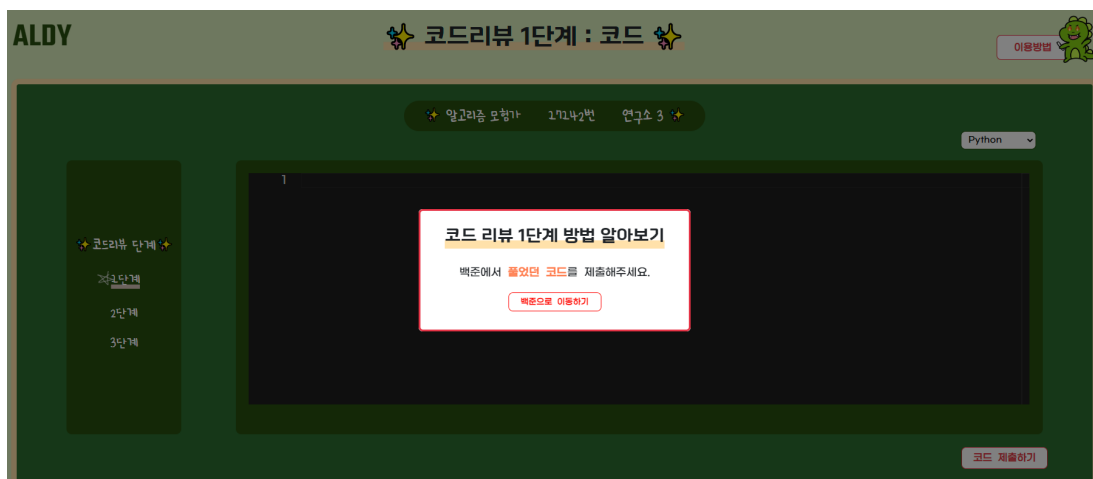 ALDY
코드리뷰 1단계 : 코드
이용방법
알고리즘 모험가 17142번 연구소 3
Python
1
코드리뷰 단계
1단계
2단계
3단계
코드 리뷰 1단계 방법 알아보기
백준에서 풀었던 코드를 제출해주세요.
백준으로 이동하기
코드 제출하기